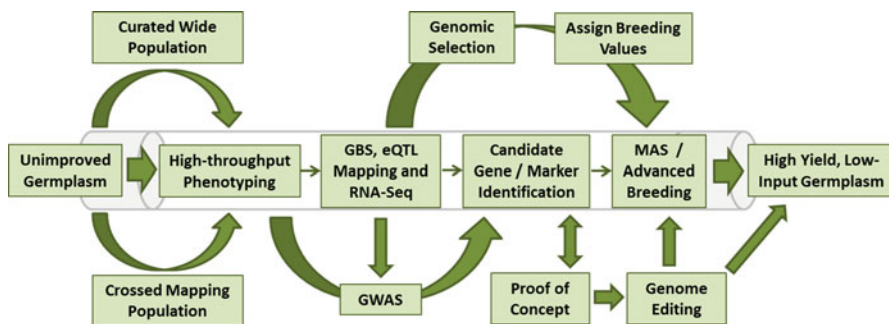 Curated Wide
Population
Genomic
Selection
Assign Breeding
Values
Unimproved
Germplasm
High-throughput
Phenotyping
GBS, eQTL
Mapping and
RNA-Seq
Candidate
Gene / Marker
Identification
MAS /
Advanced
Breeding
High Yield, Low-
Input Germplasm
Crossed Mapping
Population
GWAS
Proof of
Concept
Genome
Editing